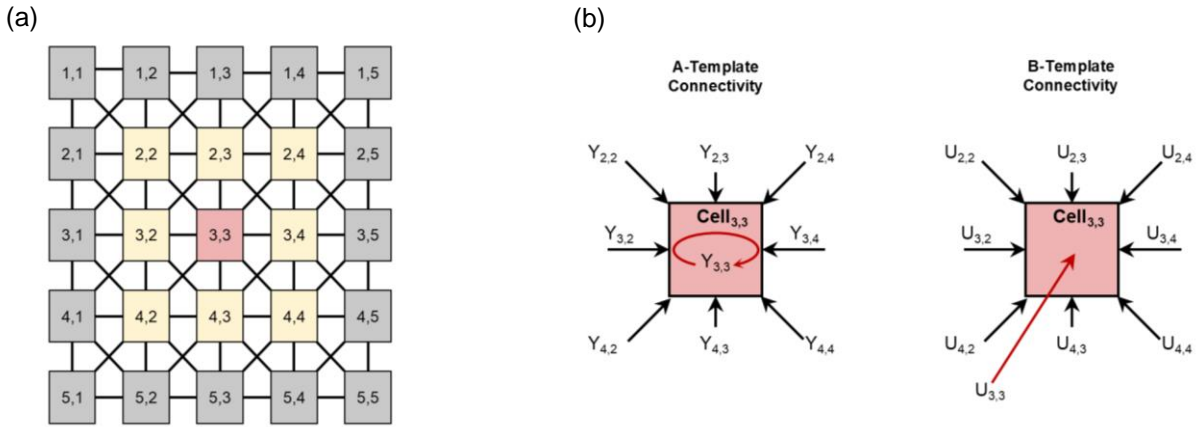 (a)
1,1 1,2 1,3 1,4 1,5
2,1 2,2 2,3 2,4 2,5
3,1 3,2 3,3 3,4 3,5
4,1 4,2 4,3 4,4 4,5
5,1 5,2 5,3 5,4 5,5
(b)
A-Template
Connectivity
Y2,2 Y2,3 Y2,4
Cell3,3
Y3,2 Y3,3 Y3,4
Y4,2 Y4,3 Y4,4
B-Template
Connectivity
U2,2 U2,3 U2,4
Cell3,3
U3,2 U3,4
U4,2 U4,3 U4,4
U3,3